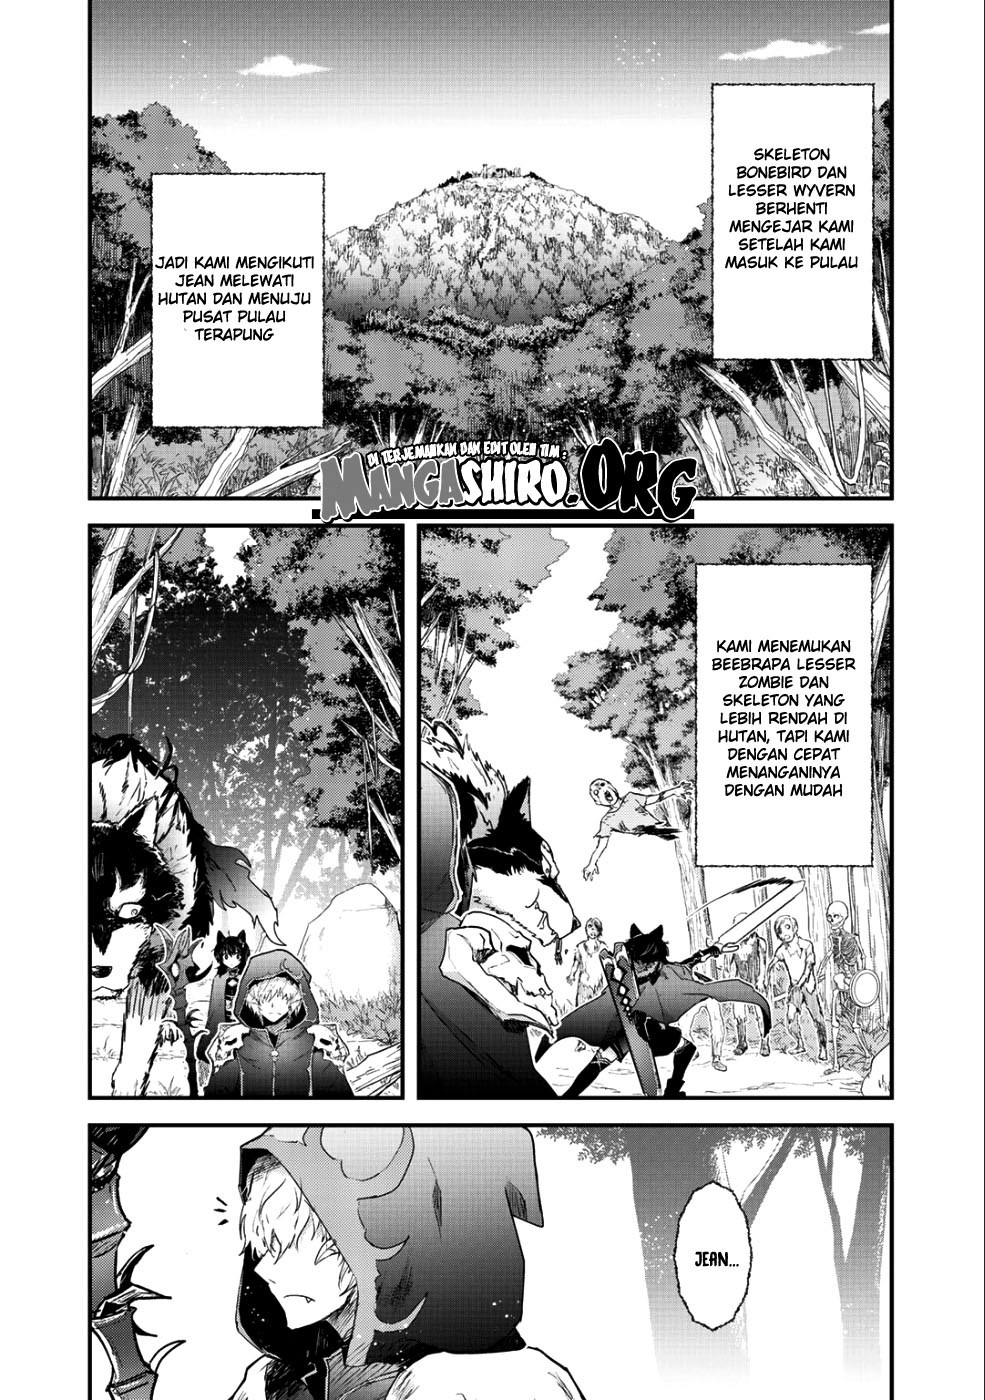 SKELETON
BONEBIRD DAN
LESSER WYVERN
BERHENTI
MENGEJAR KAMI
SETELAH KAMI
MASUK KE PULAU
JADI KAMI MENGIKUTI
JEAN MELEWATI
HUTAN DAN MENUJU
PUSAT PULAU
TERAPUNG
DI TERJEMAHKAN DAN EDIT OLEH TIM :
MANGASHIRO.ORG
KAMI MENEMUKAN
BEEBRAPA LESSER
ZOMBIE DAN
SKELETON YANG
LEBIH RENDAH DI
HUTAN, TAPI KAMI
DENGAN CEPAT
MENANGANINYA
DENGAN MUDAH
JEAN...